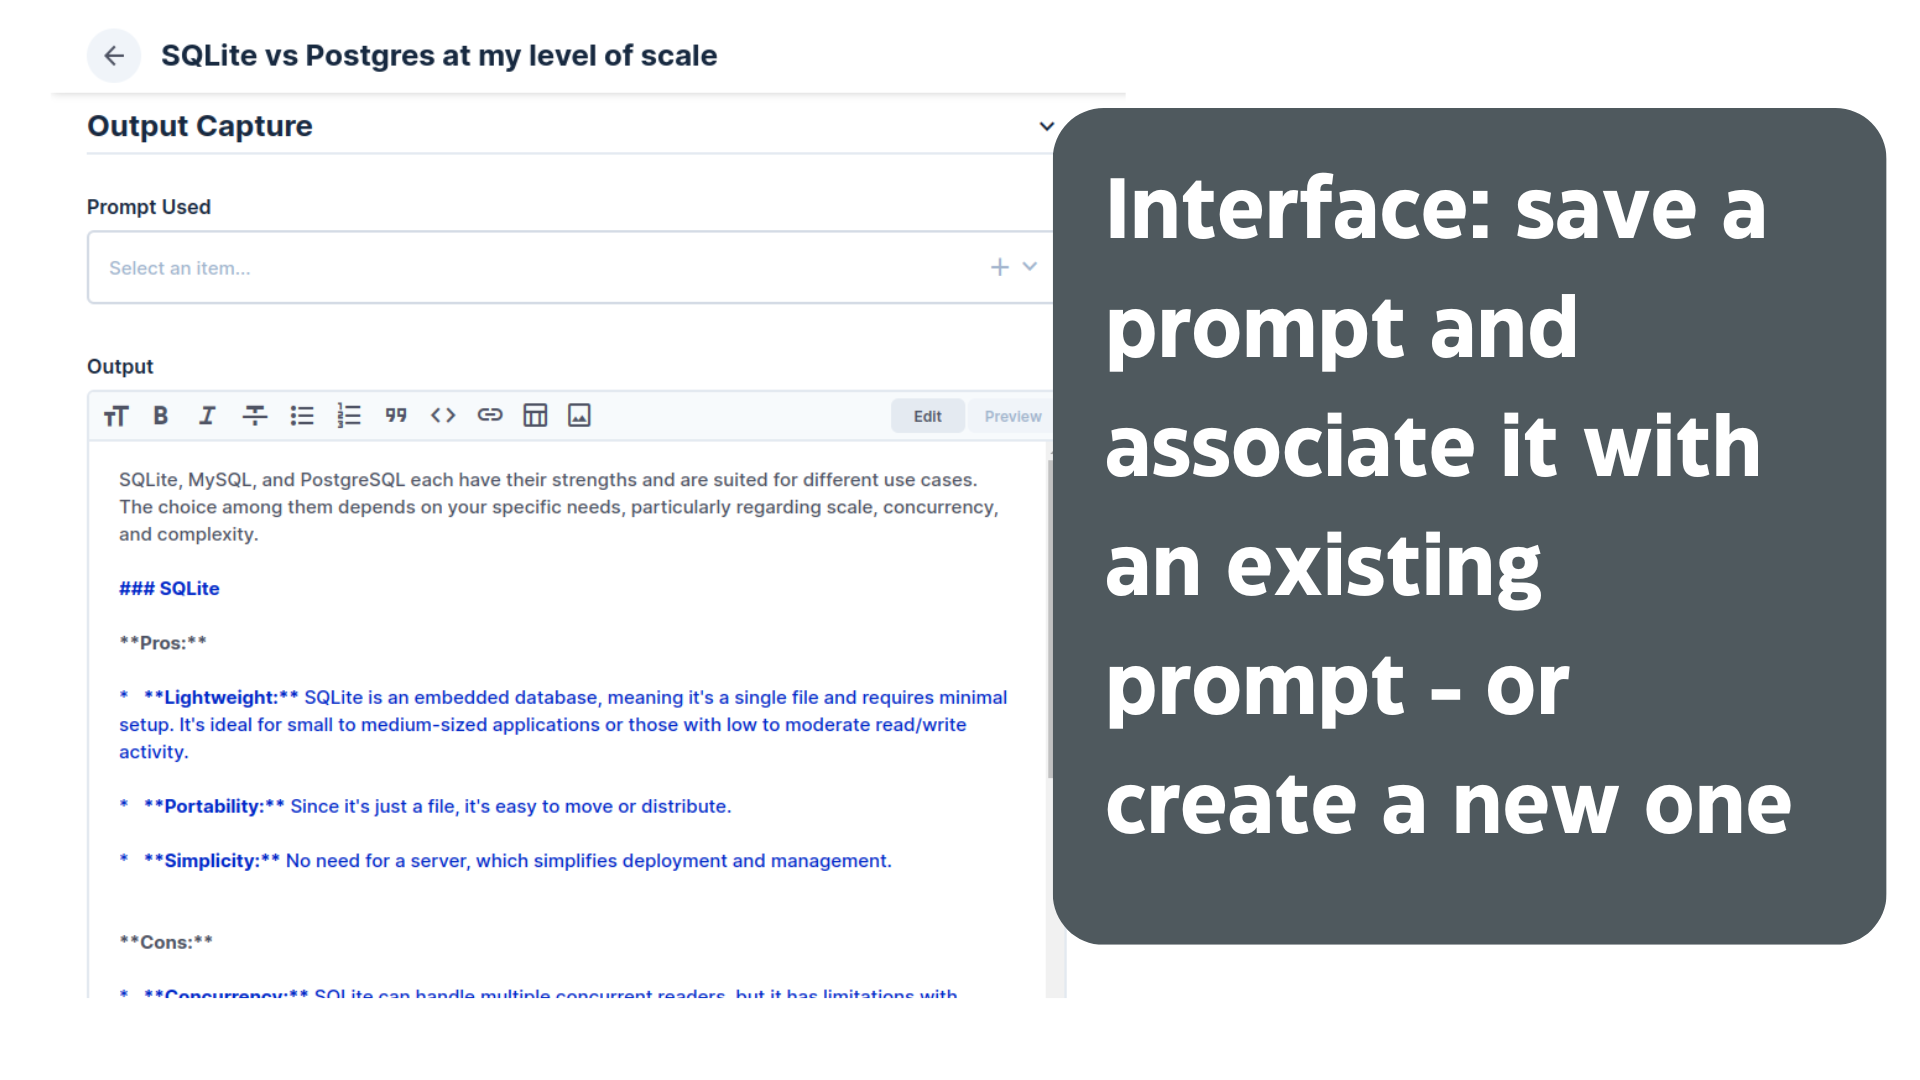 SQLite vs Postgres at my level of scale
Output Capture
Prompt Used
Select an item...
Output
Edit
Preview
SQLite, MySQL, and PostgreSQL each have their strengths and are suited for different use cases.
The choice among them depends on your specific needs, particularly regarding scale, concurrency,
and complexity.
### SQLite
**Pros:**
*   **Lightweight:** SQLite is an embedded database, meaning it's a single file and requires minimal
setup. It's ideal for small to medium-sized applications or those with low to moderate read/write
activity.
*   **Portability:** Since it's just a file, it's easy to move or distribute.
*   **Simplicity:** No need for a server, which simplifies deployment and management.
**Cons:**
*   **Concurrency:** SQLite can handle multiple concurrent readers, but it has limitations with
Interface: save a
prompt and
associate it with
an existing
prompt - or
create a new one